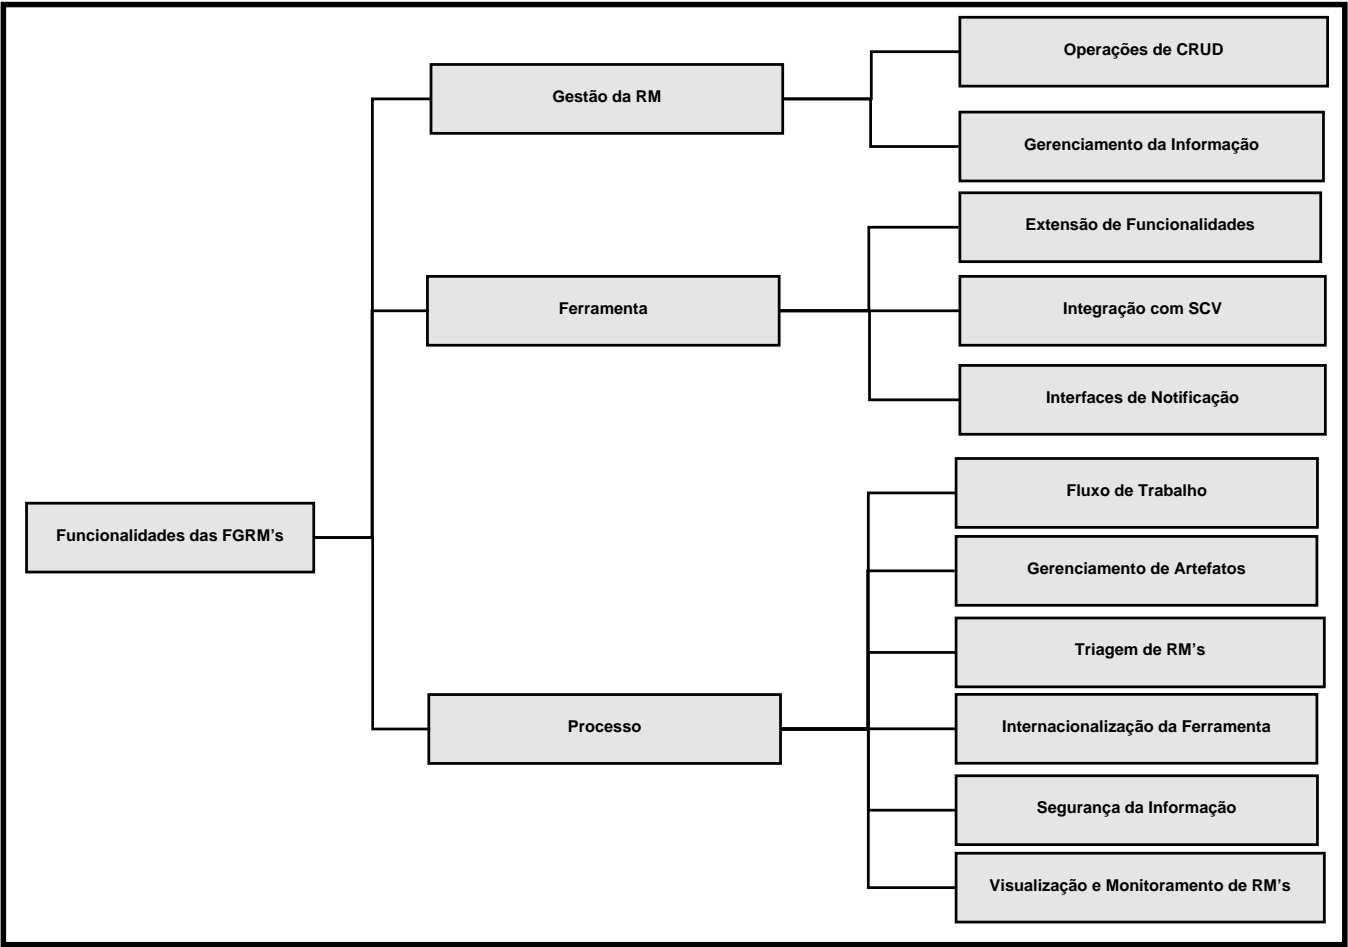 Funcionalidades das FGRM’s
Gestão da RM
Operações de CRUD
Gerenciamento da Informação
Ferramenta
Extensão de Funcionalidades
Integração com SCV
Interfaces de Notificação
Processo
Fluxo de Trabalho
Gerenciamento de Artefatos
Triagem de RM’s
Internacionalização da Ferramenta
Segurança da Informação
Visualização e Monitoramento de RM’s